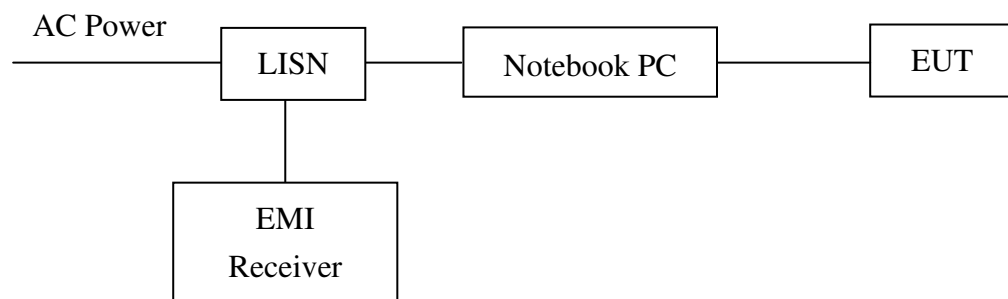 AC Power
LISN
Notebook PC
EUT
EMI
Receiver